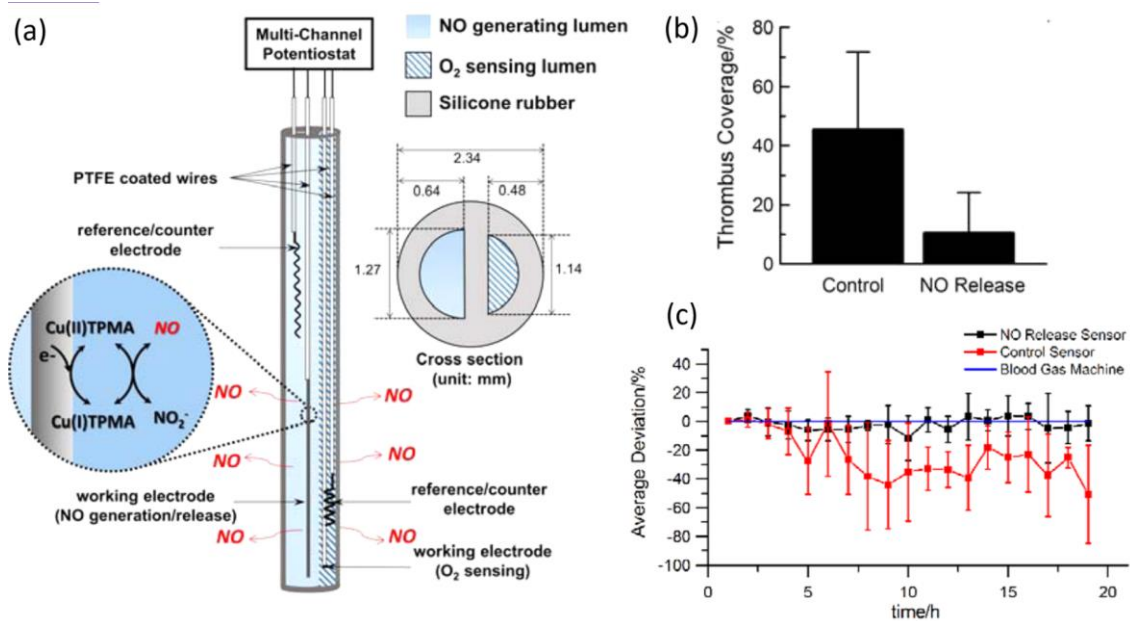 (a)
Multi-Channel
Potentiostat
NO generating lumen
O₂ sensing lumen
Silicone rubber
PTFE coated wires
reference/counter
electrode
2.34
0.64
0.48
1.27
1.14
Cross section
(unit: mm)
Cu(II)TPMA
NO
e-
Cu(I)TPMA
NO₂⁻
NO
NO
NO
NO
NO
NO
working electrode
(NO generation/release)
reference/counter
electrode
working electrode
(O₂ sensing)
(b)
Thrombus Coverage/%
80
60
40
20
0
Control
NO Release
(c)
NO Release Sensor
Control Sensor
Blood Gas Machine
Average Deviation/%
40
20
0
-20
-40
-60
-80
-100
0
5
10
15
20
time/h